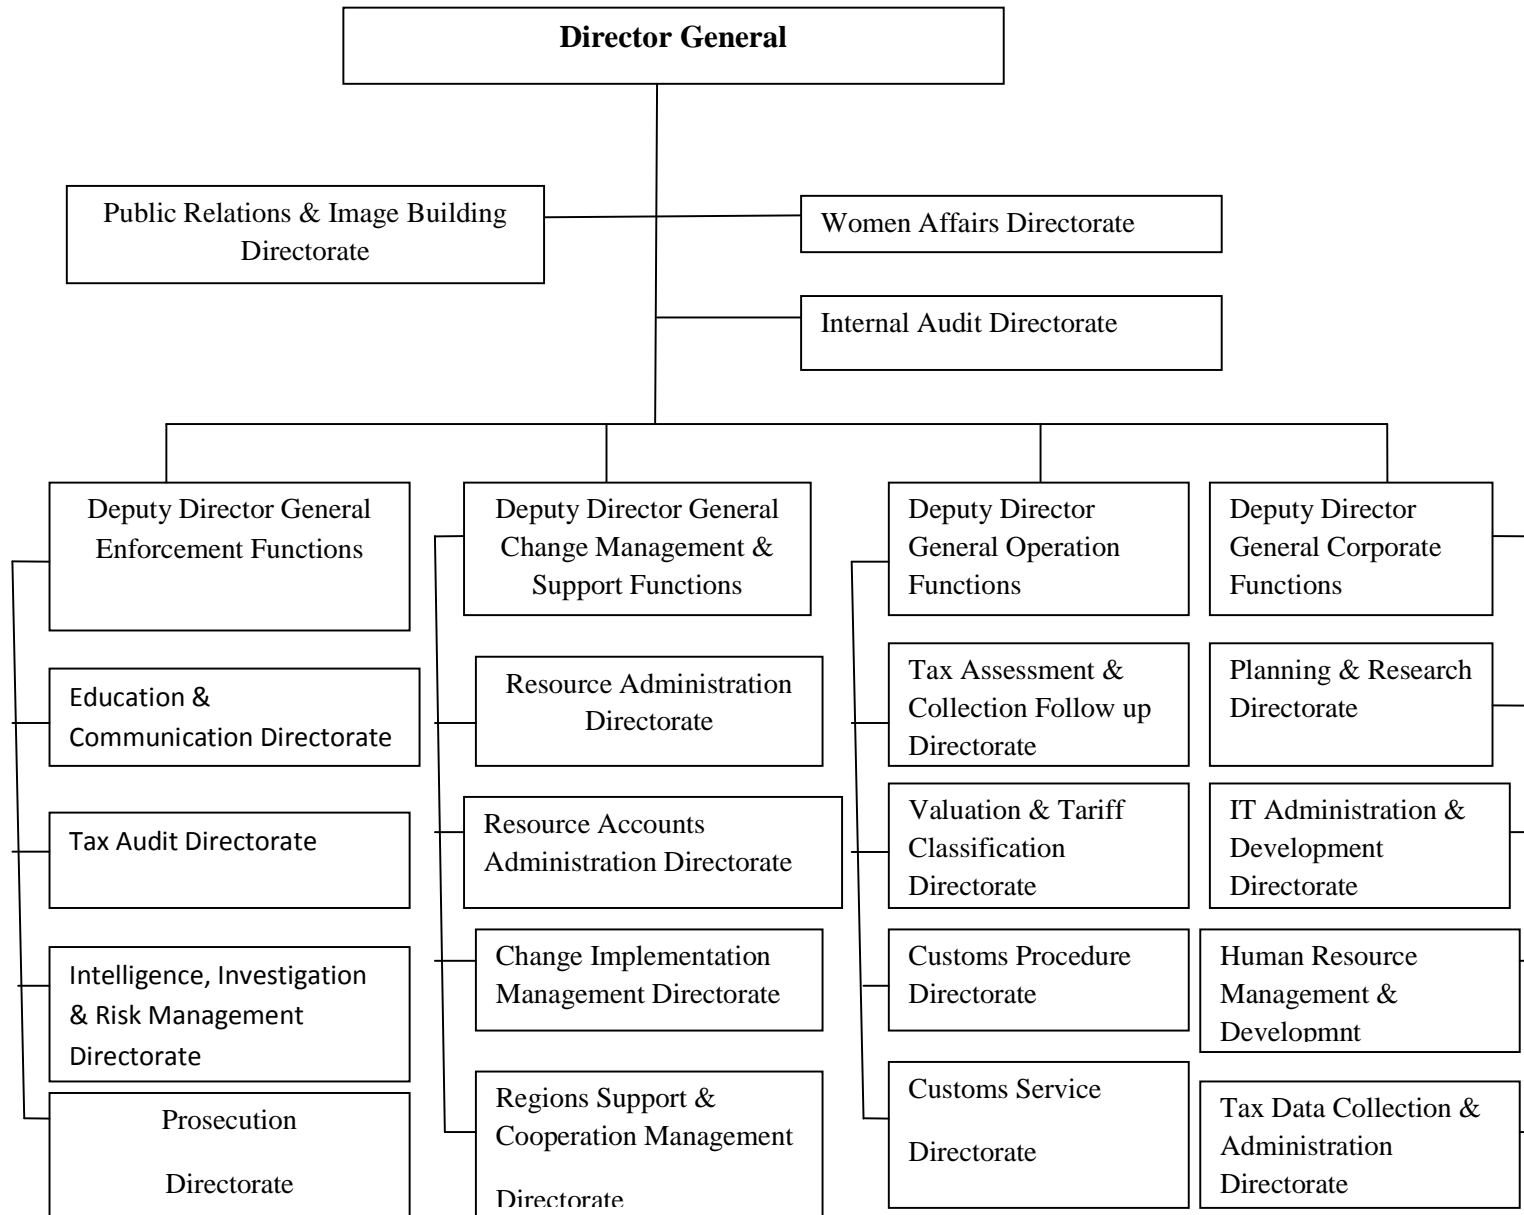 Director General
Public Relations & Image Building
Directorate
Women Affairs Directorate
Internal Audit Directorate
Deputy Director General
Enforcement Functions
Deputy Director General
Change Management &
Support Functions
Deputy Director
General Operation
Functions
Deputy Director
General Corporate
Functions
Education &
Communication Directorate
Resource Administration
Directorate
Tax Assessment &
Collection Follow up
Directorate
Planning & Research
Directorate
Tax Audit Directorate
Resource Accounts
Administration Directorate
Valuation & Tariff
Classification
Directorate
IT Administration &
Development
Directorate
Intelligence, Investigation
& Risk Management
Directorate
Change Implementation
Management Directorate
Customs Procedure
Directorate
Human Resource
Management &
Developmnt
Prosecution
Directorate
Regions Support &
Cooperation Management
Directorate
Customs Service
Directorate
Tax Data Collection &
Administration
Directorate